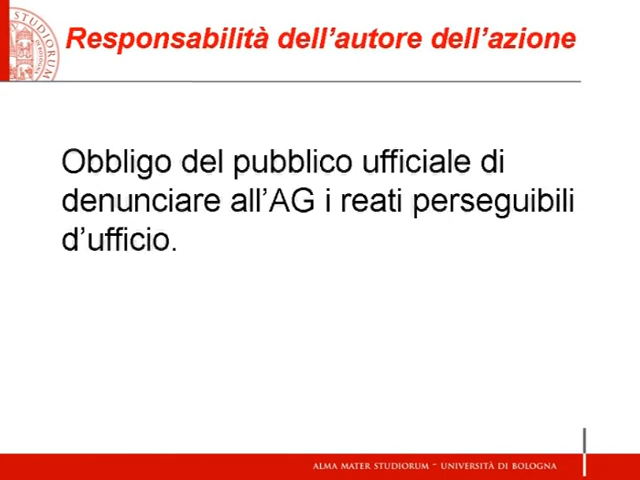 Responsabilità dell'autore dell'azione
Obbligo del pubblico ufficiale di
denunciare all'AG i reati perseguibili
d'ufficio.
ALMA MATER STUDIORUM – UNIVERSITÀ DI BOLOGNA